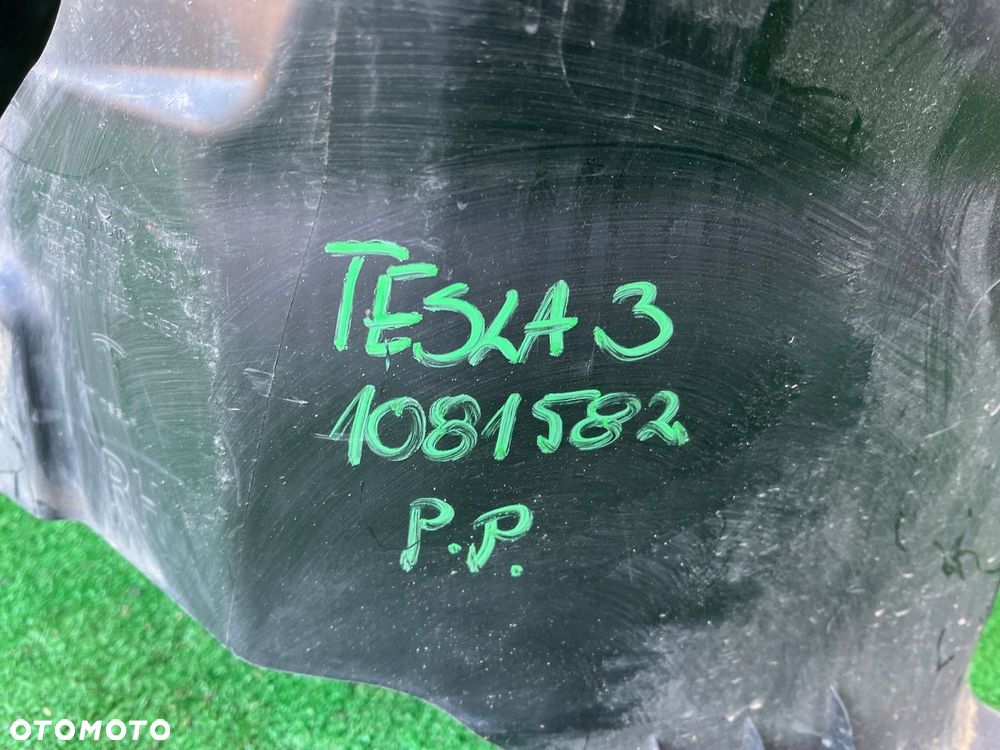 TESLA 3
1081582
P.P.
OTOMOTO